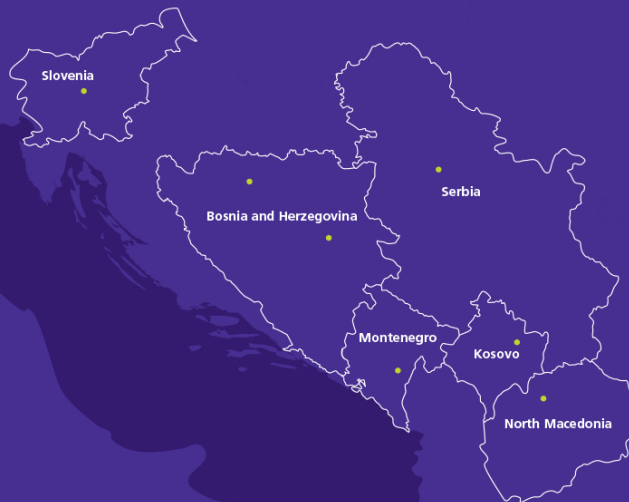 Slovenia
Serbia
Bosnia and Herzegovina
Montenegro
Kosovo
North Macedonia